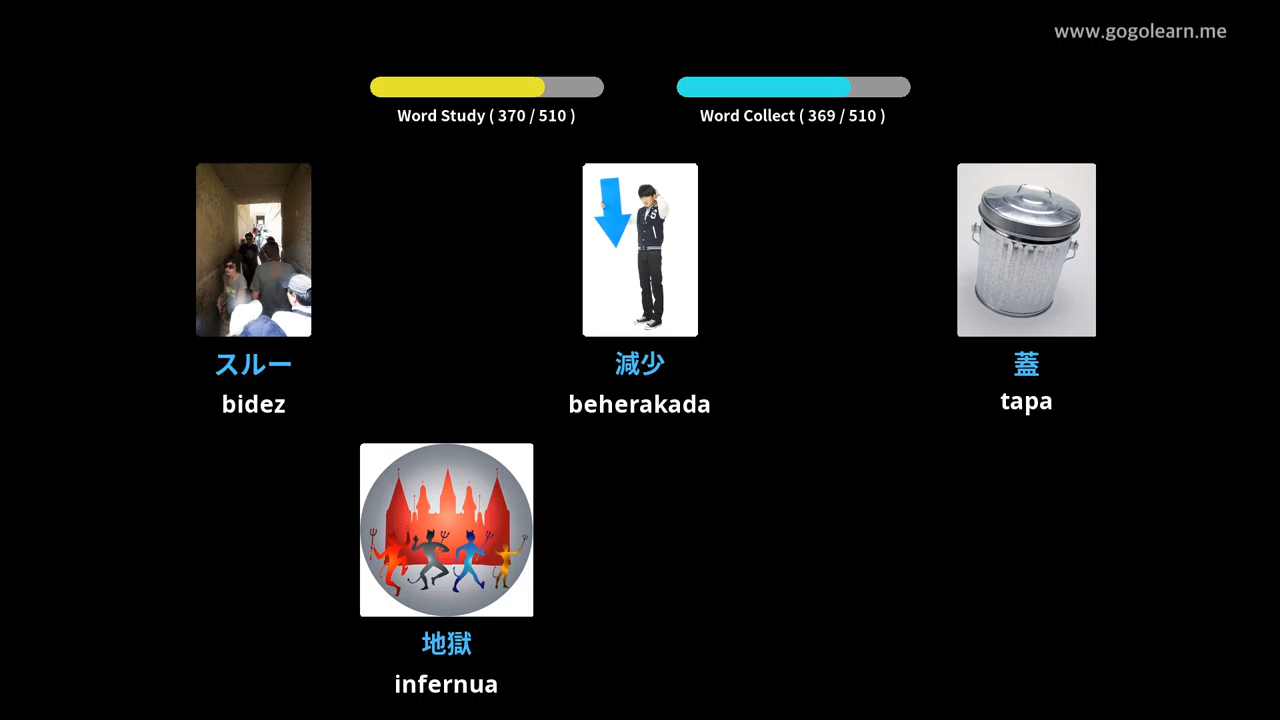 www.gogolearn.me
Word Study ( 370 / 510 )
Word Collect ( 369 / 510 )
スルー
bidez
減少
beherakada
蓋
tapa
地獄
infernua